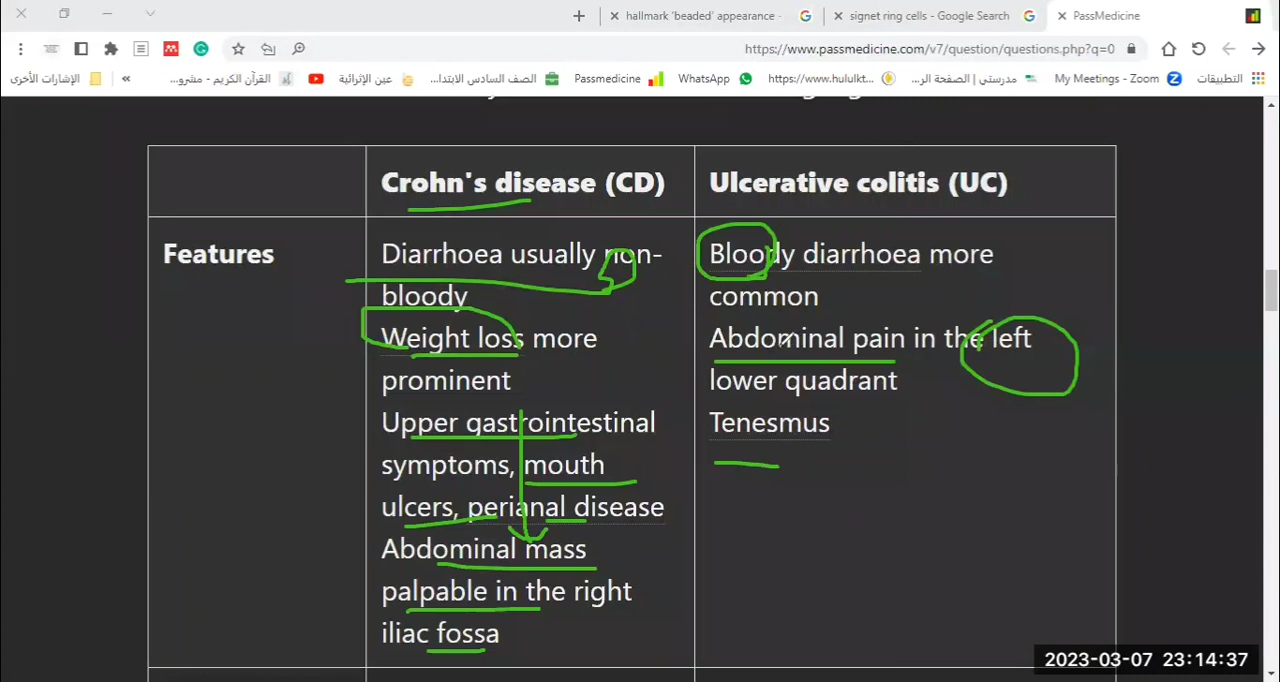 hallmark 'beaded' appearance -
signet ring cells - Google Search
PassMedicine
https://www.passmedicine.com/v7/question/questions.php?q=0
الإشارات الأخرى
»
القرآن الكريم - مشرو...
عين الإثرائية
الصف السادس الابتدا...
Passmedicine
WhatsApp
https://www.hululkt...
مدرستي | الصفحة الر...
My Meetings - Zoom
التطبيقات
Crohn's disease (CD)
Ulcerative colitis (UC)
Features
Diarrhoea usually non-
bloody
Weight loss more
prominent
Upper gastrointestinal
symptoms, mouth
ulcers, perianal disease
Abdominal mass
palpable in the right
iliac fossa
Bloody diarrhoea more
common
Abdominal pain in the left
lower quadrant
Tenesmus
2023-03-07 23:14:37